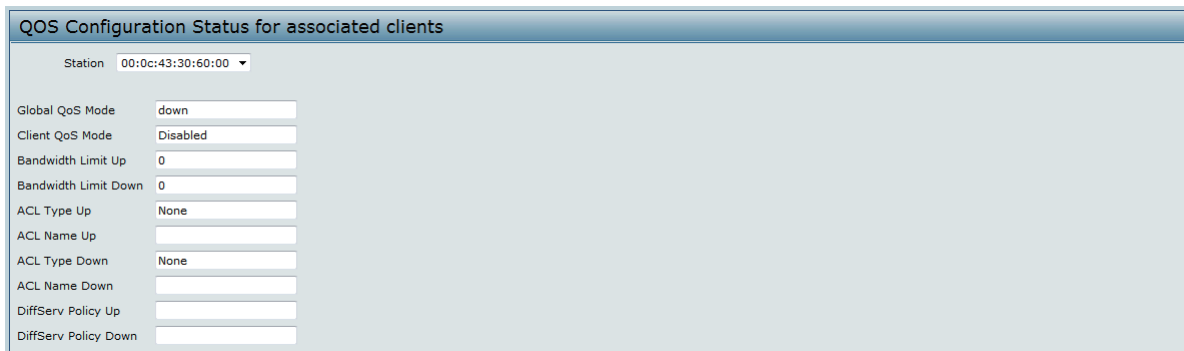 QOS Configuration Status for associated clients
Station 00:0c:43:30:60:00
Global QoS Mode down
Client QoS Mode Disabled
Bandwidth Limit Up 0
Bandwidth Limit Down 0
ACL Type Up None
ACL Name Up
ACL Type Down None
ACL Name Down
DiffServ Policy Up
DiffServ Policy Down